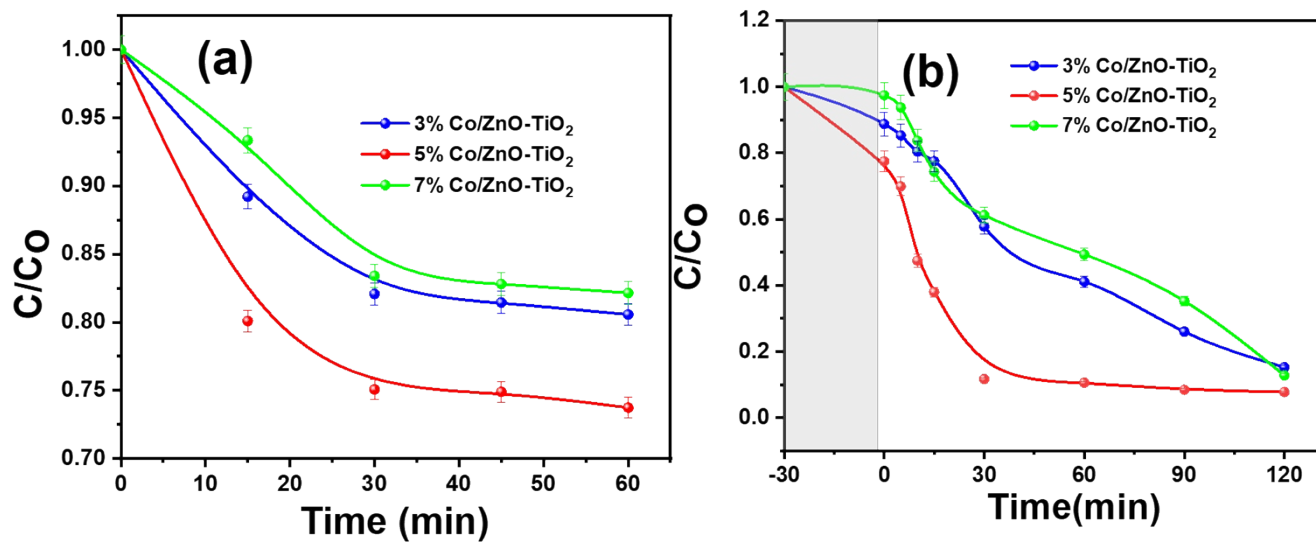 (a)
1.00
0.95
0.90
0.85
0.80
0.75
0.70
C/Co
3% Co/ZnO-TiO₂
5% Co/ZnO-TiO₂
7% Co/ZnO-TiO₂
0 10 20 30 40 50 60
Time (min)
(b)
1.2
1.0
0.8
0.6
0.4
0.2
0.0
C/Co
3% Co/ZnO-TiO₂
5% Co/ZnO-TiO₂
7% Co/ZnO-TiO₂
-30 0 30 60 90 120
Time(min)